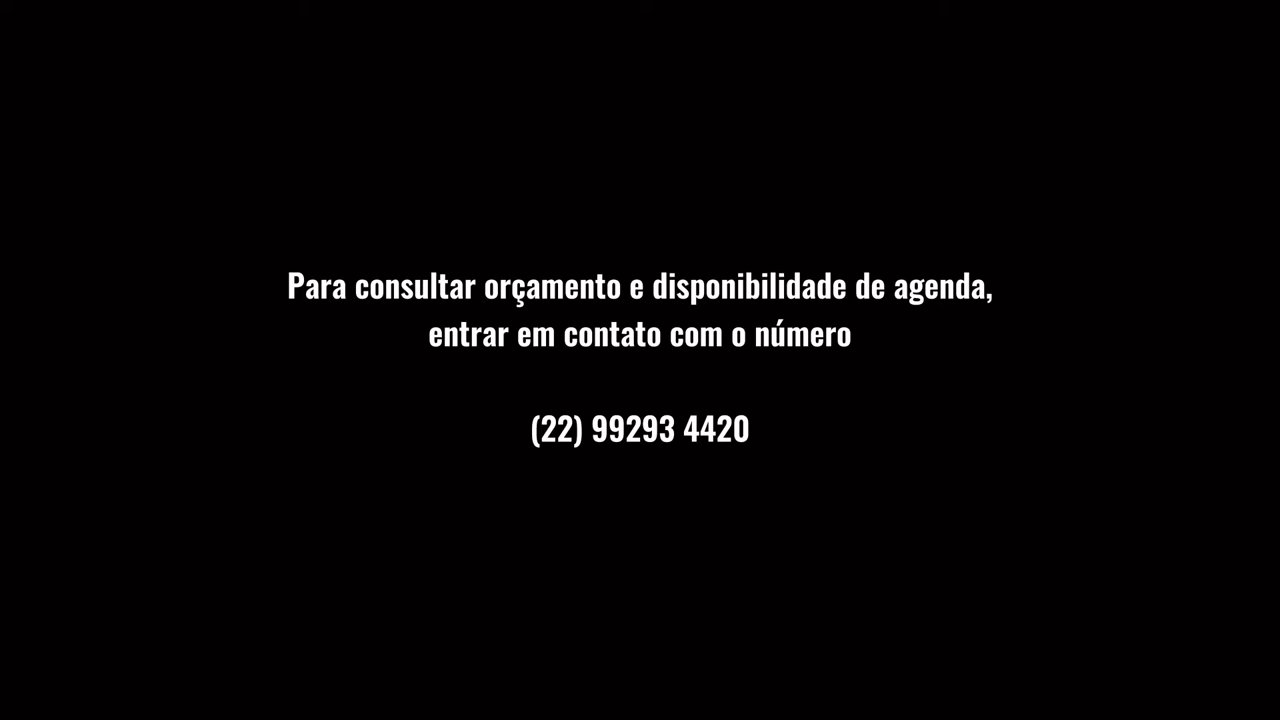 Para consultar orçamento e disponibilidade de agenda,
entrar em contato com o número
(22) 99293 4420